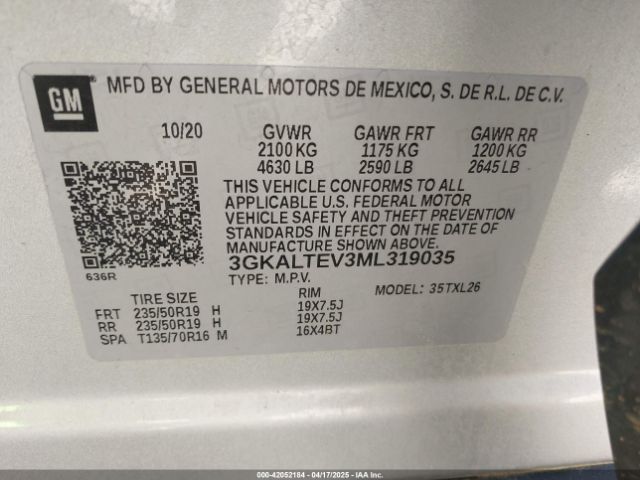 GM
MFD BY GENERAL MOTORS DE MEXICO, S. DE R.L. DE C.V.
10/20 GVWR GAWR FRT GAWR RR
2100 KG 1175 KG 1200 KG
4630 LB 2590 LB 2645 LB
THIS VEHICLE CONFORMS TO ALL
APPLICABLE U.S. FEDERAL MOTOR
VEHICLE SAFETY AND THEFT PREVENTION
STANDARDS IN EFFECT ON THE DATE OF
MANUFACTURE SHOWN ABOVE.
3GKALTEV3ML319035
636R
TYPE: M.P.V. MODEL: 35TXL26
TIRE SIZE RIM
FRT 235/50R19 H 19X7.5J
RR 235/50R19 H 19X7.5J
SPA T135/70R16 M 16X4BT
000-42052184 - 04/17/2025 - IAA Inc.